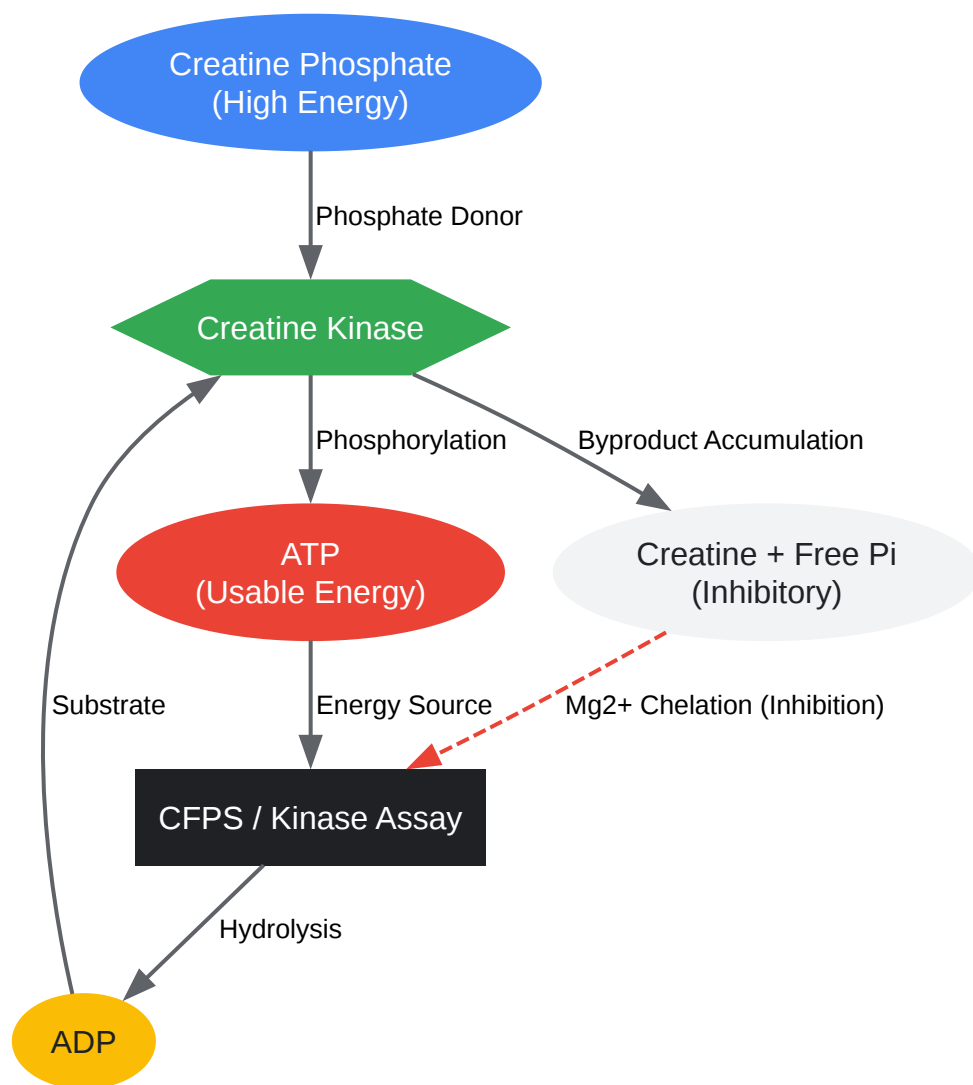 Creatine Phosphate
(High Energy)
Phosphate Donor
Creatine Kinase
Phosphorylation
Byproduct Accumulation
ATP
(Usable Energy)
Creatine + Free Pi
(Inhibitory)
Substrate
Energy Source
Mg2+ Chelation (Inhibition)
CFPS / Kinase Assay
Hydrolysis
ADP